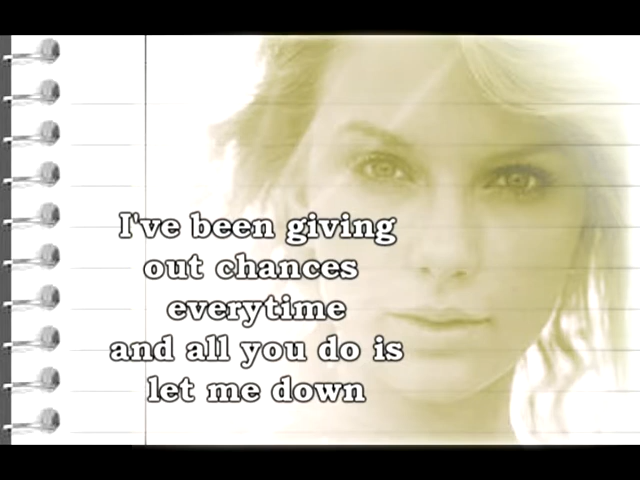 I've been giving
out chances
everytime
and all you do is
let me down